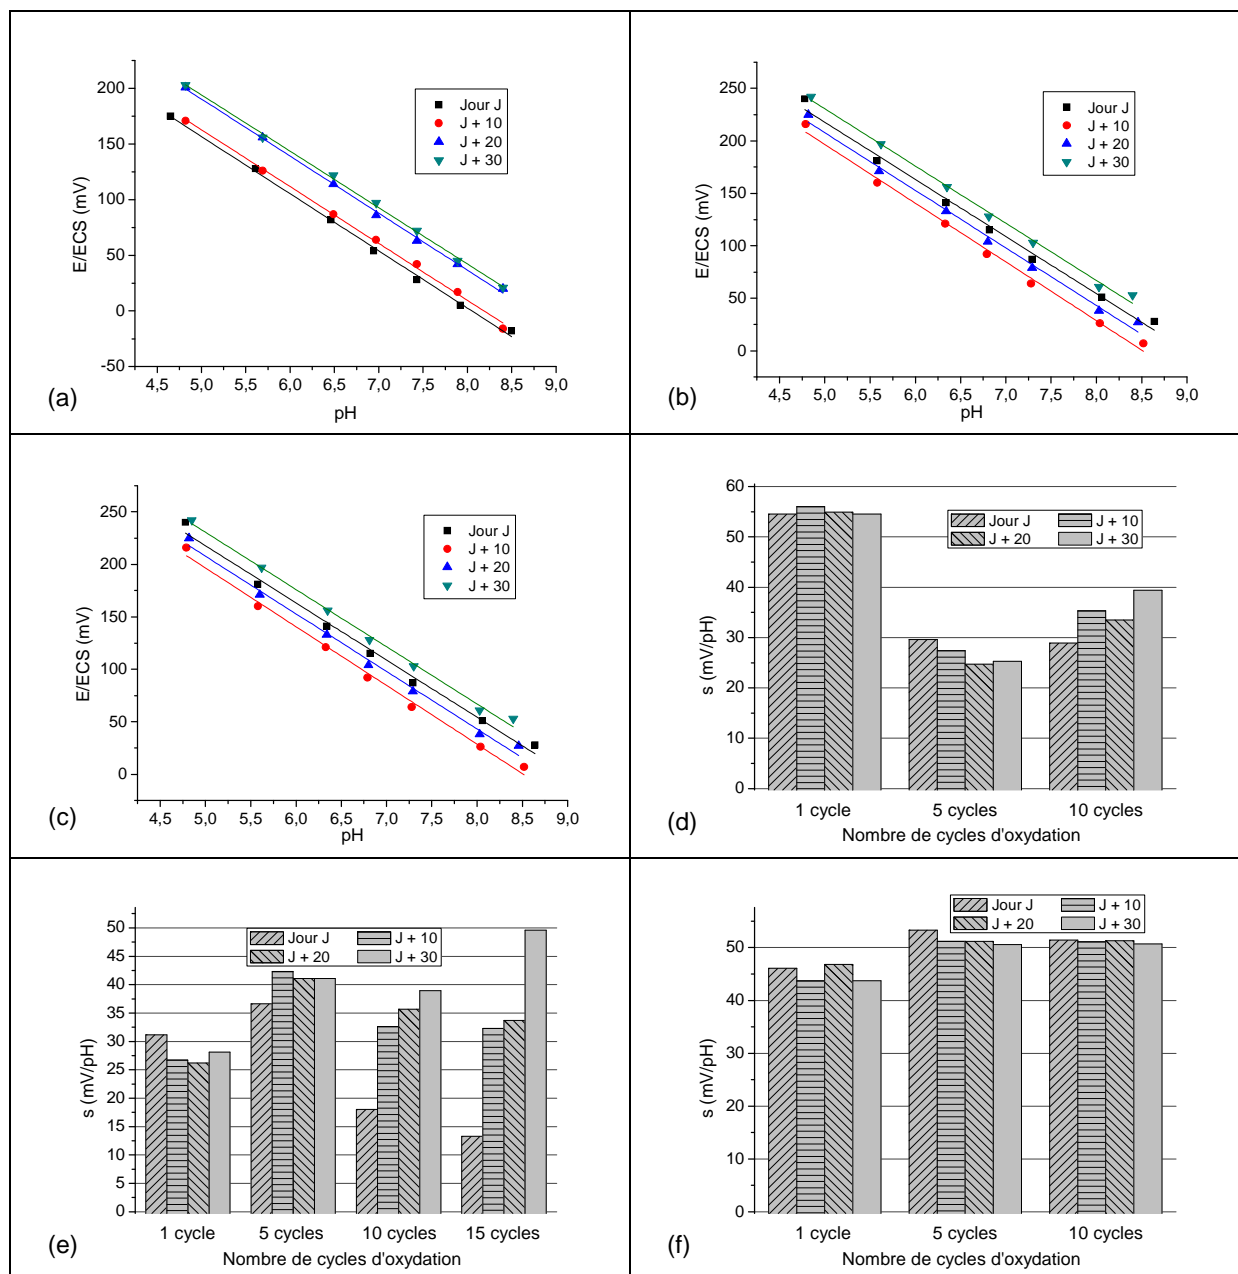 200
150
100
50
0
-50
E/ECS (mV)
Jour J
J + 10
J + 20
J + 30
4,5 5,0 5,5 6,0 6,5 7,0 7,5 8,0 8,5 9,0
pH
(a)
250
200
150
100
50
0
E/ECS (mV)
Jour J
J + 10
J + 20
J + 30
4,5 5,0 5,5 6,0 6,5 7,0 7,5 8,0 8,5 9,0
pH
(b)
250
200
150
100
50
0
E/ECS (mV)
Jour J
J + 10
J + 20
J + 30
4,5 5,0 5,5 6,0 6,5 7,0 7,5 8,0 8,5 9,0
pH
(c)
60
50
40
30
20
10
0
s (mV/pH)
Jour J J + 10
J + 20 J + 30
1 cycle 5 cycles 10 cycles
Nombre de cycles d'oxydation
(d)
50
45
40
35
30
25
20
15
10
5
0
s (mV/pH)
Jour J J + 10
J + 20 J + 30
1 cycle 5 cycles 10 cycles 15 cycles
Nombre de cycles d'oxydation
(e)
50
40
30
20
10
0
s (mV/pH)
Jour J J + 10
J + 20 J + 30
1 cycle 5 cycles 10 cycles
Nombre de cycles d'oxydation
(f)